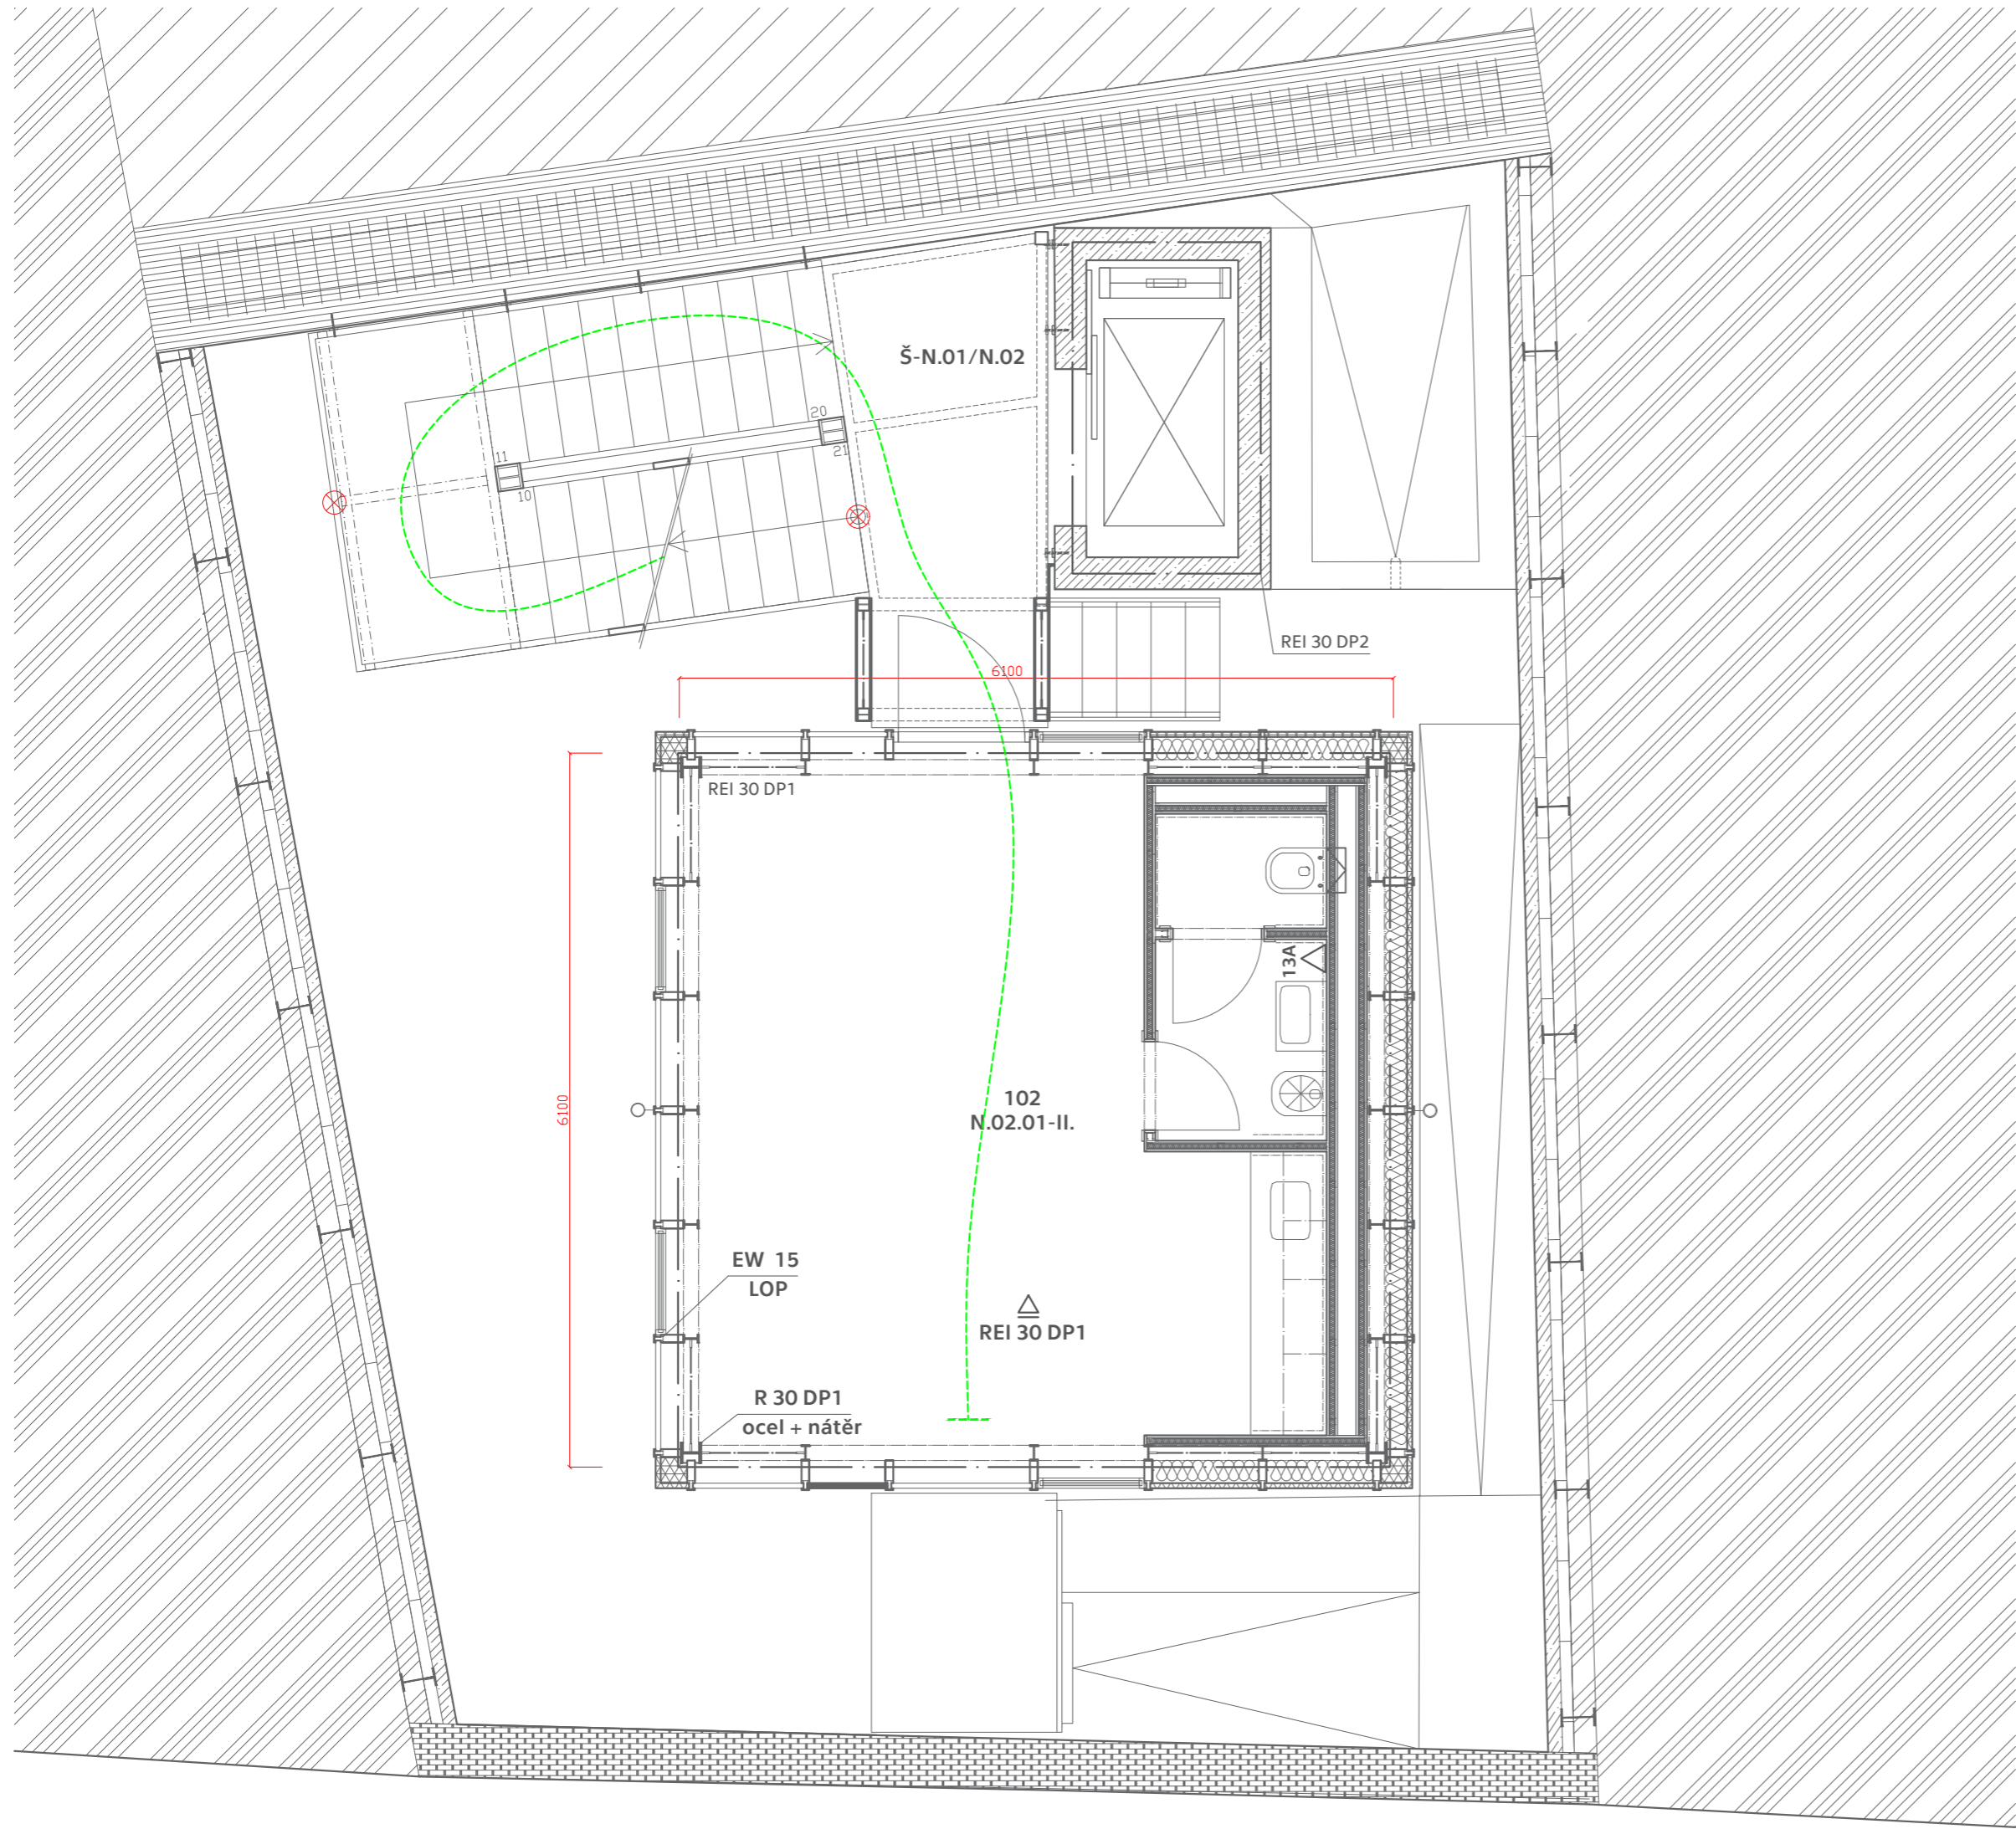 Š-N.01/N.02
20
21
11
10
REI 30 DP2
6100
REI 30 DP1
13A
6100
102
N.02.01-II.
EW 15
LOP
REI 30 DP1
R 30 DP1
ocel + nátěr